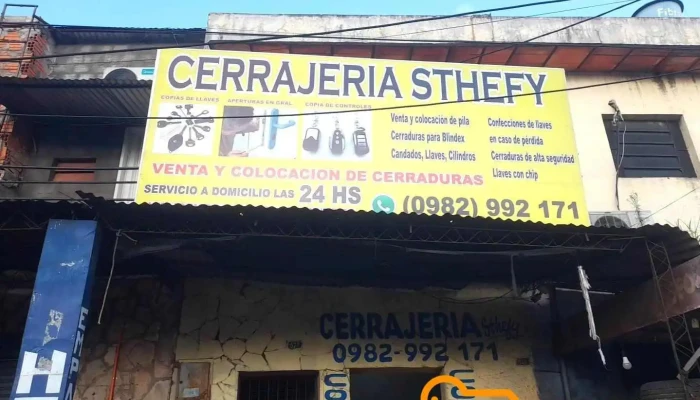 CERRAJERIA STHEFY
COPIAS DE LLAVES
APERTURAS EN GRAL
COPIA DE CONTROLES
Venta y colocación de pila
Cerraduras para Blindex
Candados, Llaves, Cilindros
Confecciones de llaves
en caso de pérdida
Cerraduras de alta seguridad
Llaves con chip
VENTA Y COLOCACION DE CERRADURAS
SERVICIO A DOMICILIO LAS 24 HS
(0982) 992 171
CERRAJERIA Sthefy
0982-992 171